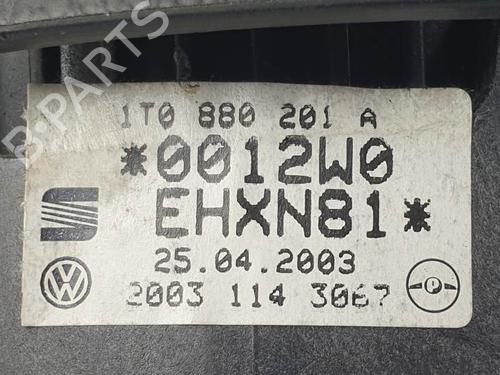 B-PARTS
1T0 880 201 A
*0012W0
EHXN81*
25.04.2003
2003 114 3067